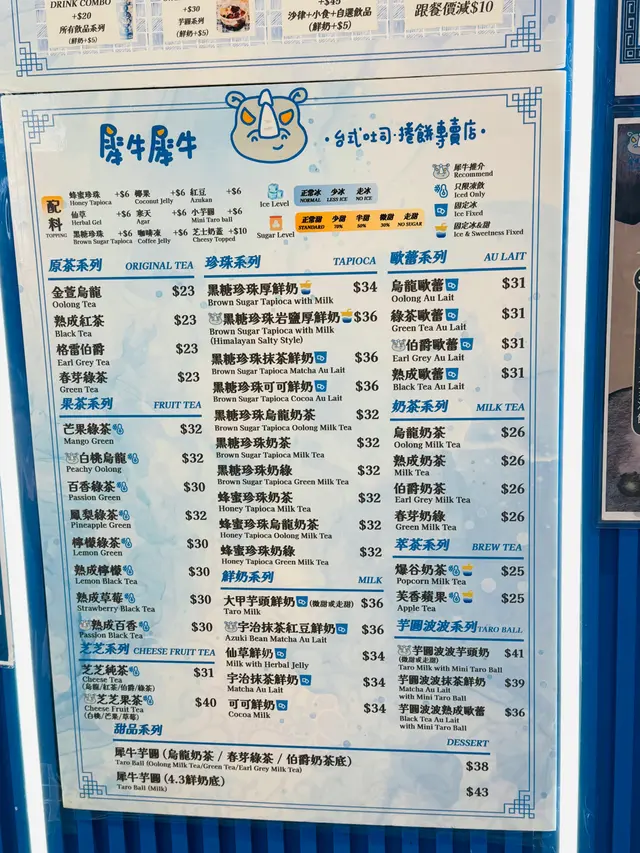 DRINK COMBO
+$20
所有飲品系列
(鮮奶+$5)
+$30
芋圓系列
(鮮奶+$5)
+$45
沙律+小食+自選飲品
(鮮奶+$5)
跟餐價減$10
犀牛犀牛
·台式吐司·捲餅專賣店·
犀牛推介
Recommend
只限凍飲
Iced Only
固定冰
Ice Fixed
固定冰&甜
Ice & Sweetness Fixed
配料
TOPPING
蜂蜜珍珠 +$6 椰果 +$6 紅豆 +$6
Honey Tapioca Coconut Jelly Azukan
仙草 +$6 寒天 +$6 小芋圓 +$6
Herbal Gel Agar Mini Taro ball
黑糖珍珠 +$6 咖啡凍 +$6 芝士奶蓋 +$10
Brown Sugar Tapioca Coffee Jelly Cheesy Topped
Ice Level
正常冰 少冰 走冰
NORMAL LESS ICE NO ICE
Sugar Level
正常甜 少甜 半甜 微甜 走甜
STANDARD 70% 50% 30% NO SUGAR
原茶系列 ORIGINAL TEA
金萱烏龍 $23
Oolong Tea
熟成紅茶 $23
Black Tea
格雷伯爵 $23
Earl Grey Tea
春芽綠茶 $23
Green Tea
果茶系列 FRUIT TEA
芒果綠茶 $32
Mango Green
白桃烏龍 $32
Peachy Oolong
百香綠茶 $30
Passion Green
鳳梨綠茶 $32
Pineapple Green
檸檬綠茶 $30
Lemon Green
熟成檸檬 $30
Lemon Black Tea
熟成草莓 $30
Strawberry Black Tea
熟成百香 $30
Passion Black Tea
芝芝系列 CHEESE FRUIT TEA
芝芝純茶 $31
Cheese Tea
(烏龍/紅茶/伯爵/綠茶)
芝芝果茶 $40
Cheese Fruit Tea
(白桃/芒果/草莓)
珍珠系列 TAPIOCA
黑糖珍珠厚鮮奶 $34
Brown Sugar Tapioca with Milk
黑糖珍珠岩鹽厚鮮奶 $36
Brown Sugar Tapioca with Milk
(Himalayan Salty Style)
黑糖珍珠抹茶鮮奶 $36
Brown Sugar Tapioca Matcha Au Lait
黑糖珍珠可可鮮奶 $36
Brown Sugar Tapioca Cocoa Au Lait
黑糖珍珠烏龍奶茶 $32
Brown Sugar Tapioca Oolong Milk Tea
黑糖珍珠奶茶 $32
Brown Sugar Tapioca Milk Tea
黑糖珍珠奶綠 $32
Brown Sugar Tapioca Green Milk Tea
蜂蜜珍珠奶茶 $32
Honey Tapioca Milk Tea
蜂蜜珍珠烏龍奶茶 $32
Honey Tapioca Oolong Milk Tea
蜂蜜珍珠奶綠 $32
Honey Tapioca Green Milk Tea
鮮奶系列 MILK
大甲芋頭鮮奶 (微甜或走甜) $36
Taro Milk
宇治抹茶紅豆鮮奶 $36
Azuki Bean Matcha Au Lait
仙草鮮奶 $34
Milk with Herbal Jelly
宇治抹茶鮮奶 $34
Matcha Au Lait
可可鮮奶 $34
Cocoa Milk
歐蕾系列 AU LAIT
烏龍歐蕾 $31
Oolong Au Lait
綠茶歐蕾 $31
Green Tea Au Lait
伯爵歐蕾 $31
Earl Grey Au Lait
熟成歐蕾 $31
Black Tea Au Lait
奶茶系列 MILK TEA
烏龍奶茶 $26
Oolong Milk Tea
熟成奶茶 $26
Milk Tea
伯爵奶茶 $26
Earl Grey Milk Tea
春芽奶綠 $26
Green Milk Tea
萃茶系列 BREW TEA
爆谷奶茶 $25
Popcorn Milk Tea
芙香蘋果 $25
Apple Tea
芋圓波波系列 TARO BALL
芋圓波波芋頭奶 $41
(微甜或走甜)
Taro Milk with Mini Taro Ball
芋圓波波抹茶鮮奶 $39
Matcha Au Lait
with Mini Taro Ball
芋圓波波熟成歐蕾 $36
Black Tea Au Lait
with Mini Taro Ball
甜品系列 DESSERT
犀牛芋圓 (烏龍奶茶 / 春芽綠茶 / 伯爵奶茶底) $38
Taro Ball (Oolong Milk Tea/Green Tea/Earl Grey Milk Tea)
犀牛芋圓 (4.3鮮奶底) $43
Taro Ball (Milk)